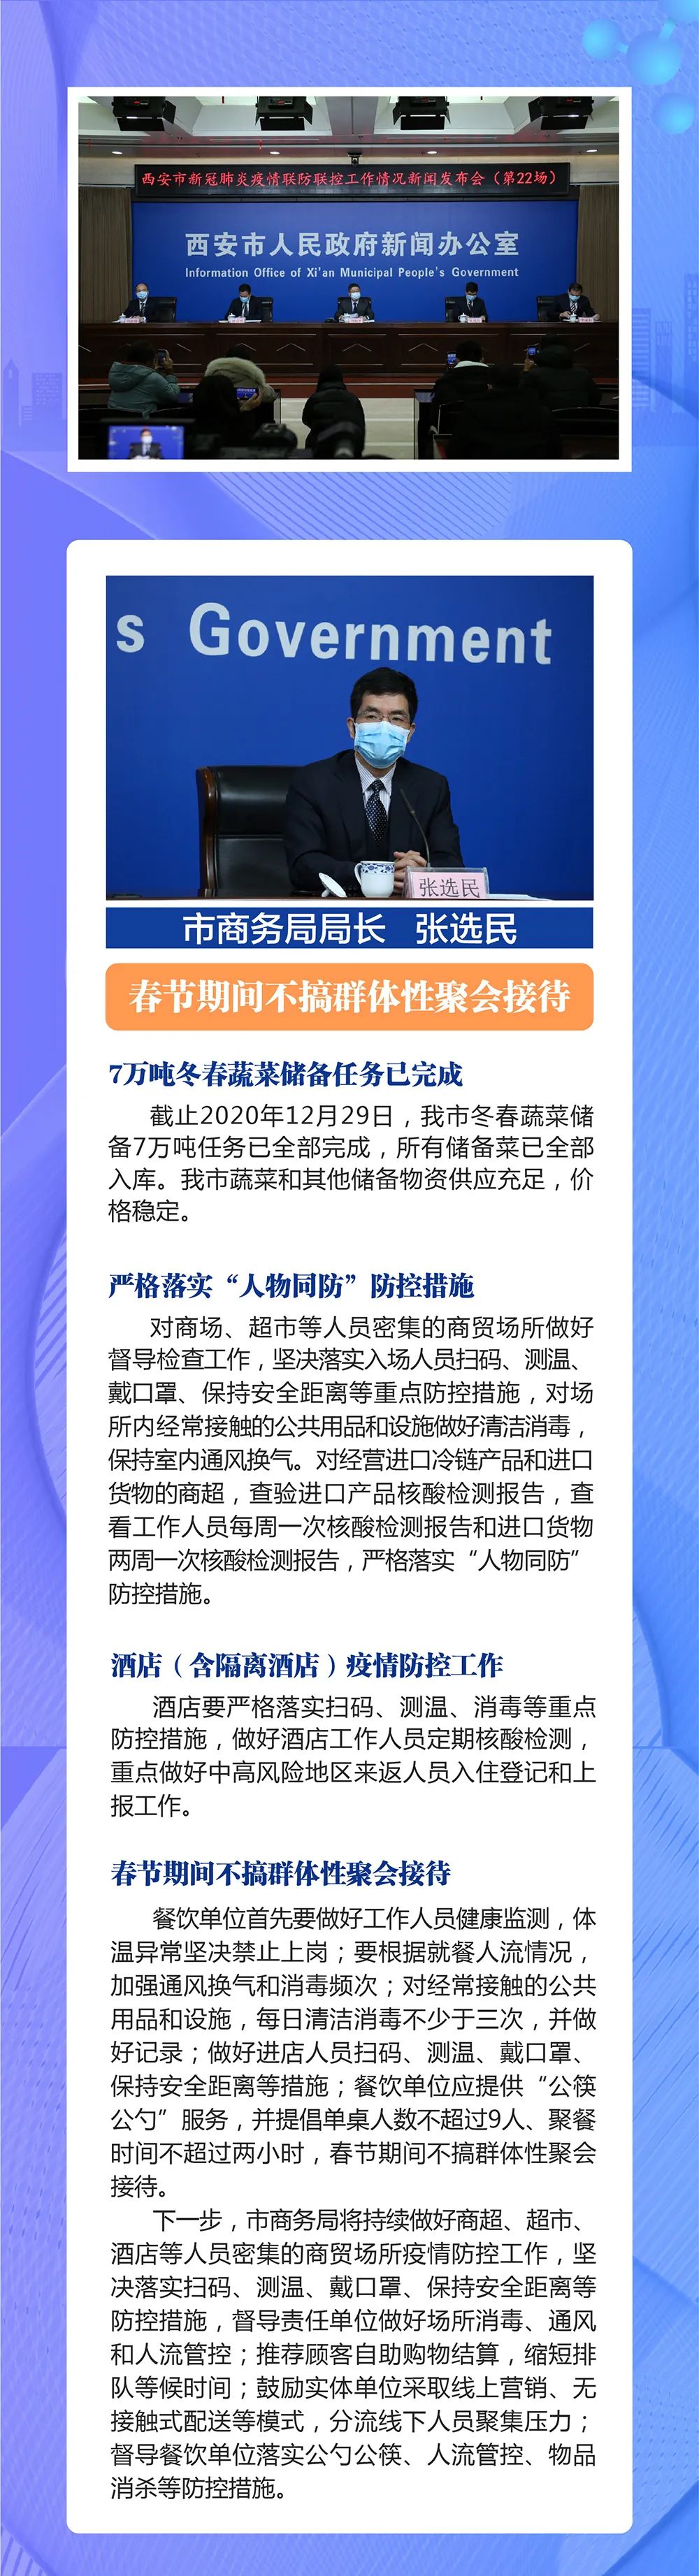 西安市新冠肺炎疫情联防联控工作情况新闻发布会（第22场）
西安市人民政府新闻办公室
Information Office of Xi'an Municipal People's Government
s Government
张选民
市商务局局长 张选民
春节期间不搞群体性聚会接待
7万吨冬春蔬菜储备任务已完成
截止2020年12月29日，我市冬春蔬菜储
备7万吨任务已全部完成，所有储备菜已全部
入库。我市蔬菜和其他储备物资供应充足，价
格稳定。
严格落实“人物同防”防控措施
对商场、超市等人员密集的商贸场所做好
督导检查工作，坚决落实入场人员扫码、测温、
戴口罩、保持安全距离等重点防控措施，对场
所内经常接触的公共用品和设施做好清洁消毒，
保持室内通风换气。对经营进口冷链产品和进口
货物的商超，查验进口产品核酸检测报告，查
看工作人员每周一次核酸检测报告和进口货物
两周一次核酸检测报告，严格落实“人物同防”
防控措施。
酒店（含隔离酒店）疫情防控工作
酒店要严格落实扫码、测温、消毒等重点
防控措施，做好酒店工作人员定期核酸检测，
重点做好中高风险地区来返人员入住登记和上
报工作。
春节期间不搞群体性聚会接待
餐饮单位首先要做好工作人员健康监测，体
温异常坚决禁止上岗；要根据就餐人流情况，
加强通风换气和消毒频次；对经常接触的公共
用品和设施，每日清洁消毒不少于三次，并做
好记录；做好进店人员扫码、测温、戴口罩、
保持安全距离等措施；餐饮单位应提供“公筷
公勺”服务，并提倡单桌人数不超过9人、聚餐
时间不超过两小时，春节期间不搞群体性聚会
接待。
下一步，市商务局将持续做好商超、超市、
酒店等人员密集的商贸场所疫情防控工作，坚
决落实扫码、测温、戴口罩、保持安全距离等
防控措施，督导责任单位做好场所消毒、通风
和人流管控；推荐顾客自助购物结算，缩短排
队等候时间；鼓励实体单位采取线上营销、无
接触式配送等模式，分流线下人员聚集压力；
督导餐饮单位落实公勺公筷、人流管控、物品
消杀等防控措施。